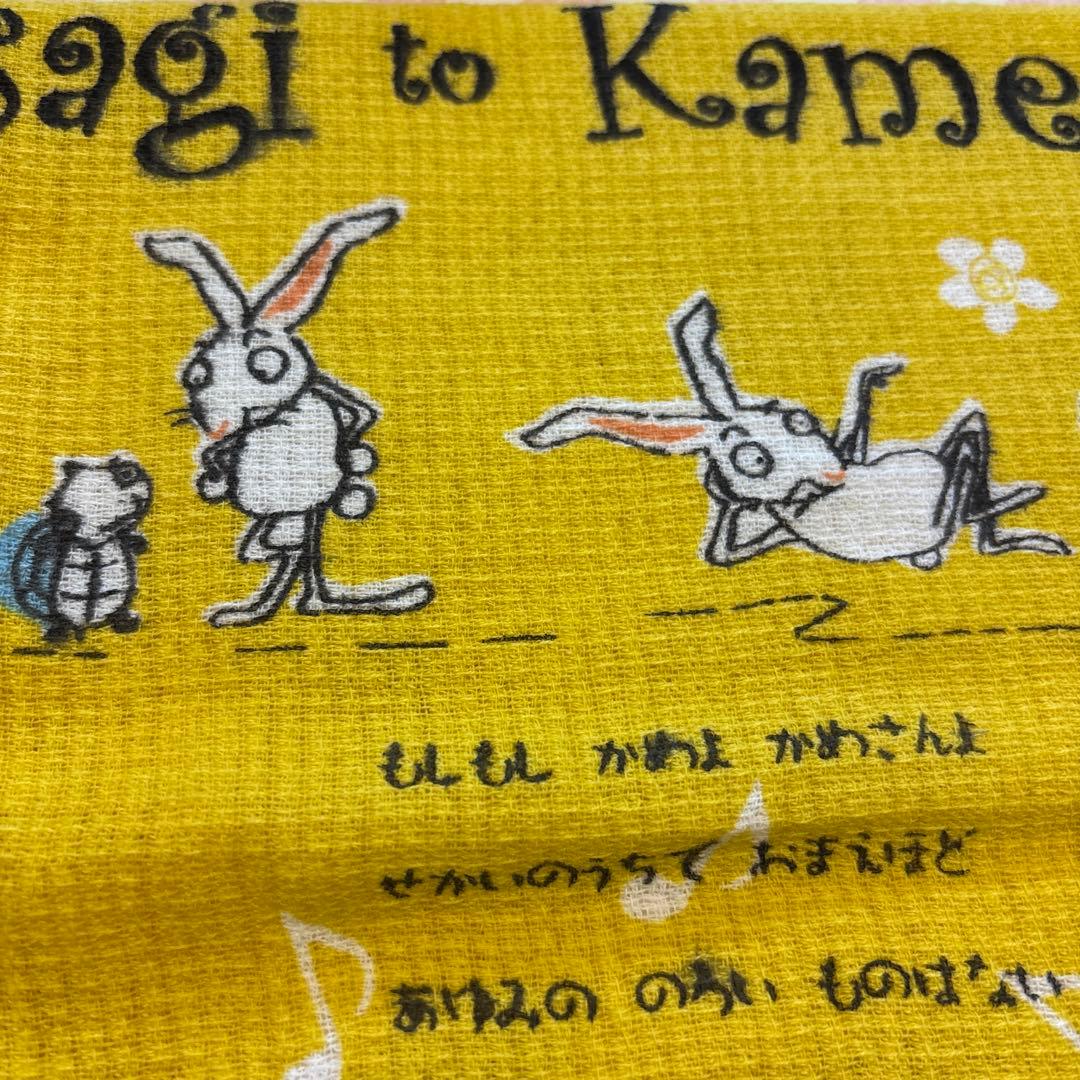 sagi to Kame
もしもし かめよ かめさんよ
せかいのうちで おまえほど
あゆみの のろい ものはない